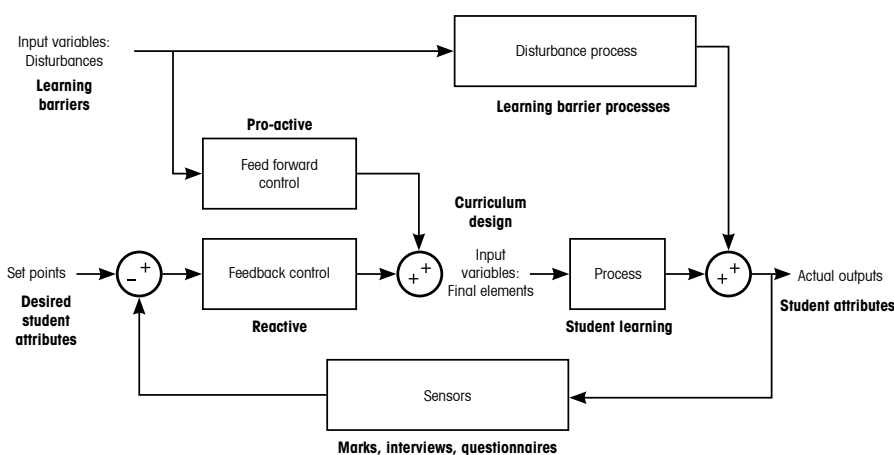 Input variables:
Disturbances
Learning
barriers
Disturbance process
Learning barrier processes
Pro-active
Feed forward
control
Curriculum
design
Set points
Desired
student
attributes
- +
Feedback control
Reactive
+ +
Input
variables:
Final elements
Process
Student learning
+ +
Actual outputs
Student attributes
Sensors
Marks, interviews, questionnaires